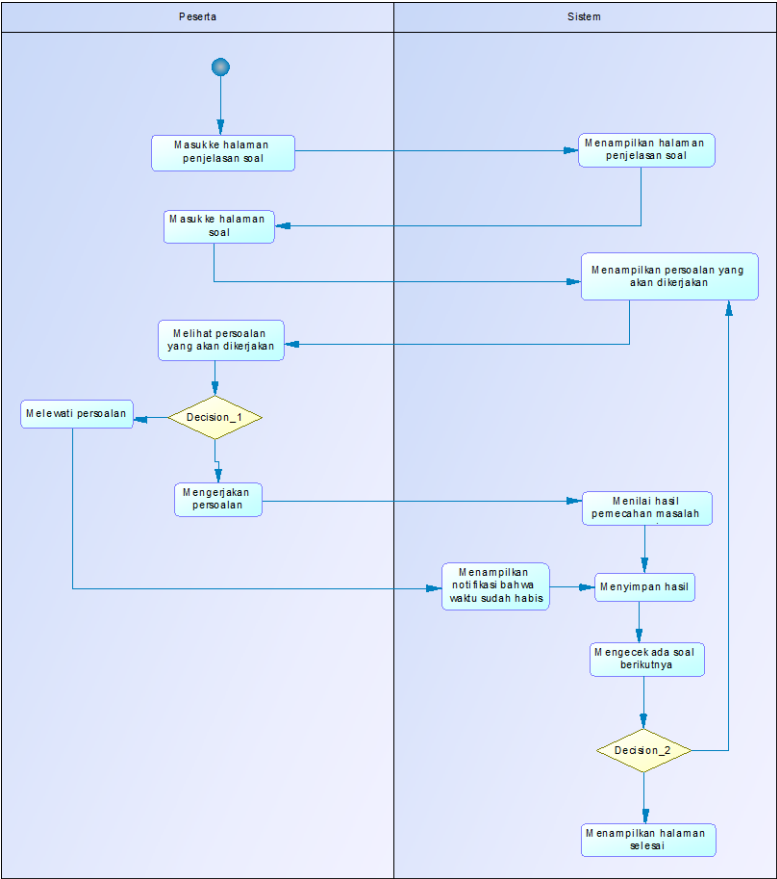 Peserta
Sistem
Masuk ke halaman
penjelasan soal
Menampilkan halaman
penjelasan soal
Masuk ke halaman
soal
Menampilkan persoalan yang
akan dikerjakan
Melihat persoalan
yang akan dikerjakan
Melewati persoalan
Decision_1
Mengerjakan
persoalan
Menilai hasil
pemecahan masalah
Menampilkan
notifikasi bahwa
waktu sudah habis
Menyimpan hasil
Mengecek ada soal
berikutnya
Decision_2
Menampilkan halaman
selesai